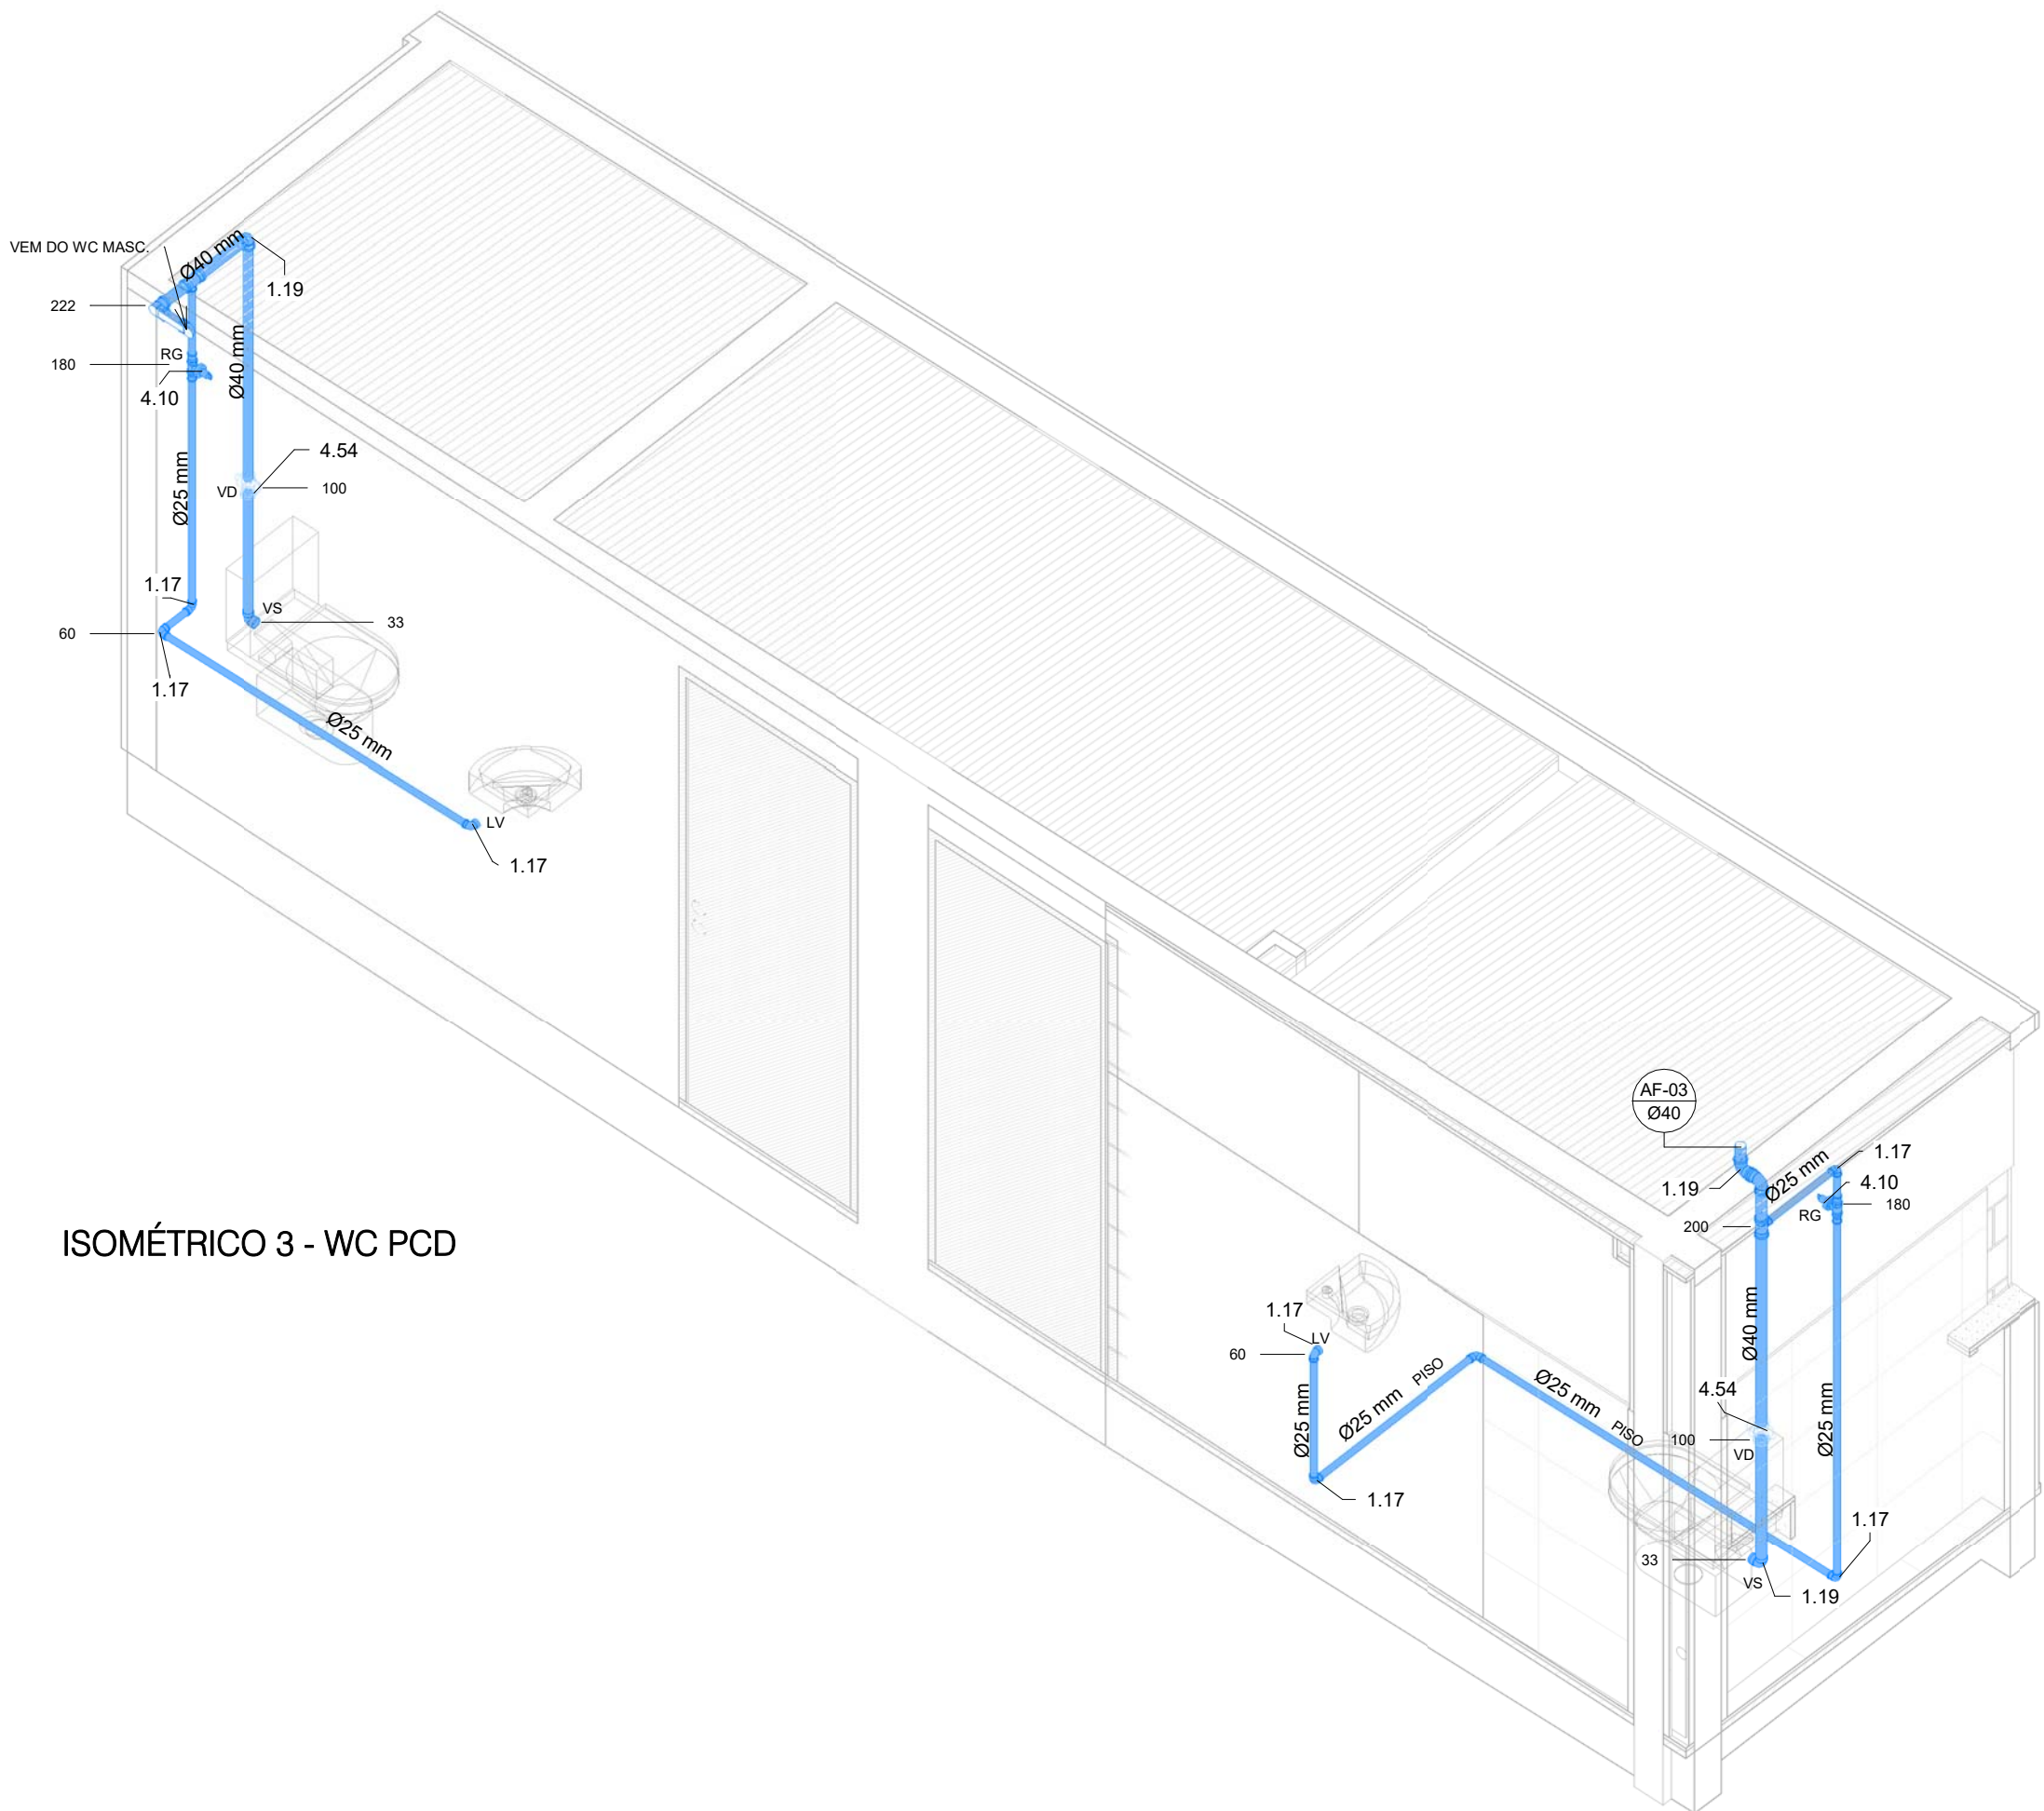 VEM DO WC MASC.
Ø40 mm
1.19
222
RG
180
4.10
Ø40 mm
4.54
VD
100
Ø25 mm
1.17
VS
33
60
1.17
Ø25 mm
LV
1.17
AF-03
Ø40
1.17
Ø25 mm
4.10
1.19
RG
180
200
ISOMÉTRICO 3 - WC PCD
1.17
LV
60
Ø40 mm
Ø25 mm
Ø25 mm PISO
Ø25 mm PISO
4.54
100
VD
Ø25 mm
1.17
1.17
33
VS
1.19